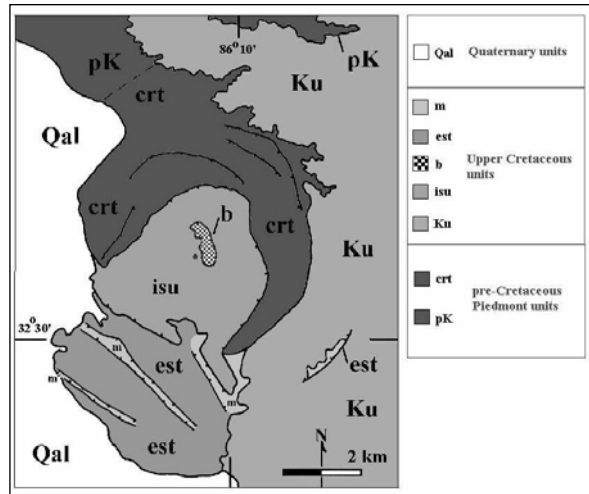 86° 10'
pK
pK
crt
Ku
Qal
crt
crt
b
Ku
isu
32° 30'
m
est
m
est
m
Ku
est
Qal
N
2 km
Qal Quaternary units
m
est
b
isu
Ku
Upper Cretaceous
units
crt
pK
pre-Cretaceous
Piedmont units